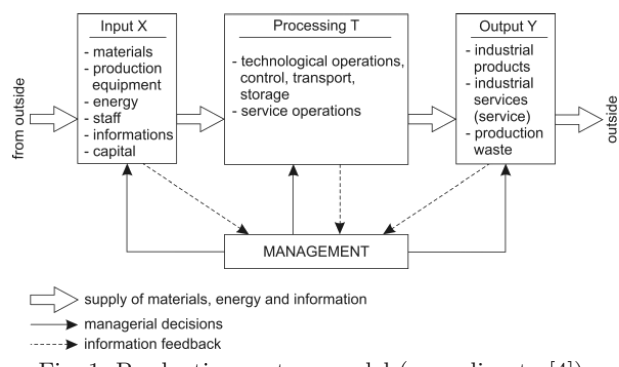 Input X
- materials
- production
equipment
- energy
- staff
- informations
- capital
Processing T
- technological operations,
control, transport,
storage
- service operations
Output Y
- industrial
products
- industrial
services
(service)
- production
waste
from outside
outside
MANAGEMENT
supply of materials, energy and information
managerial decisions
information feedback